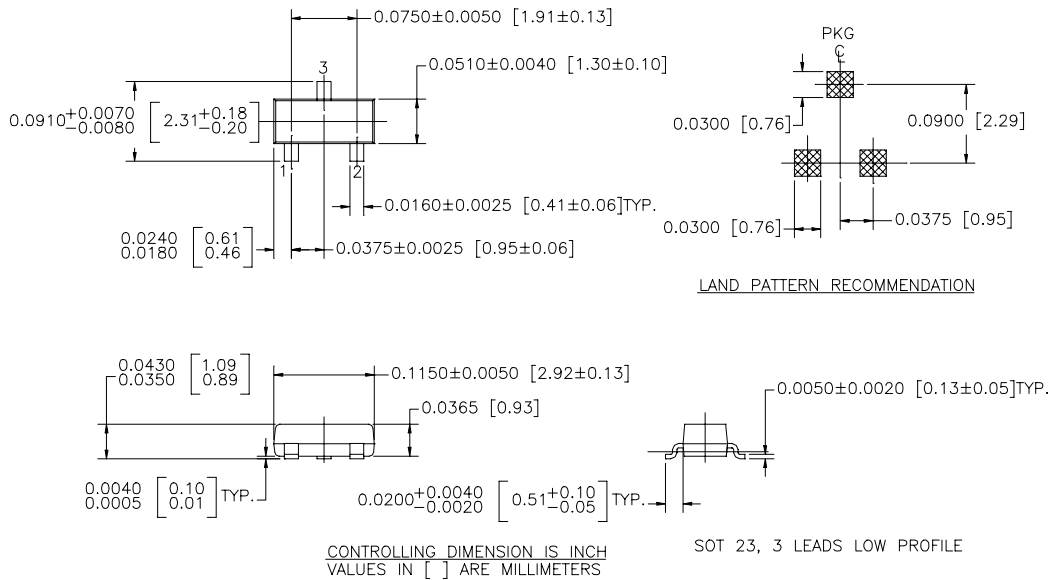 0.0750±0.0050 [1.91±0.13]
3
0.0510±0.0040 [1.30±0.10]
0.0910+0.0070
-0.0080
[2.31+0.18
-0.20]
1
2
0.0160±0.0025 [0.41±0.06]TYP.
0.0240 [0.61
0.0180 0.46]
0.0375±0.0025 [0.95±0.06]
PKG
℄
0.0300 [0.76]
0.0900 [2.29]
0.0300 [0.76]
0.0375 [0.95]
LAND PATTERN RECOMMENDATION
0.0430 [1.09
0.0350 0.89]
0.1150±0.0050 [2.92±0.13]
0.0365 [0.93]
0.0050±0.0020 [0.13±0.05]TYP.
0.0040 [0.10
0.0005 0.01] TYP.
0.0200+0.0040
-0.0020
[0.51+0.10
-0.05] TYP.
CONTROLLING DIMENSION IS INCH
VALUES IN [ ] ARE MILLIMETERS
SOT 23, 3 LEADS LOW PROFILE